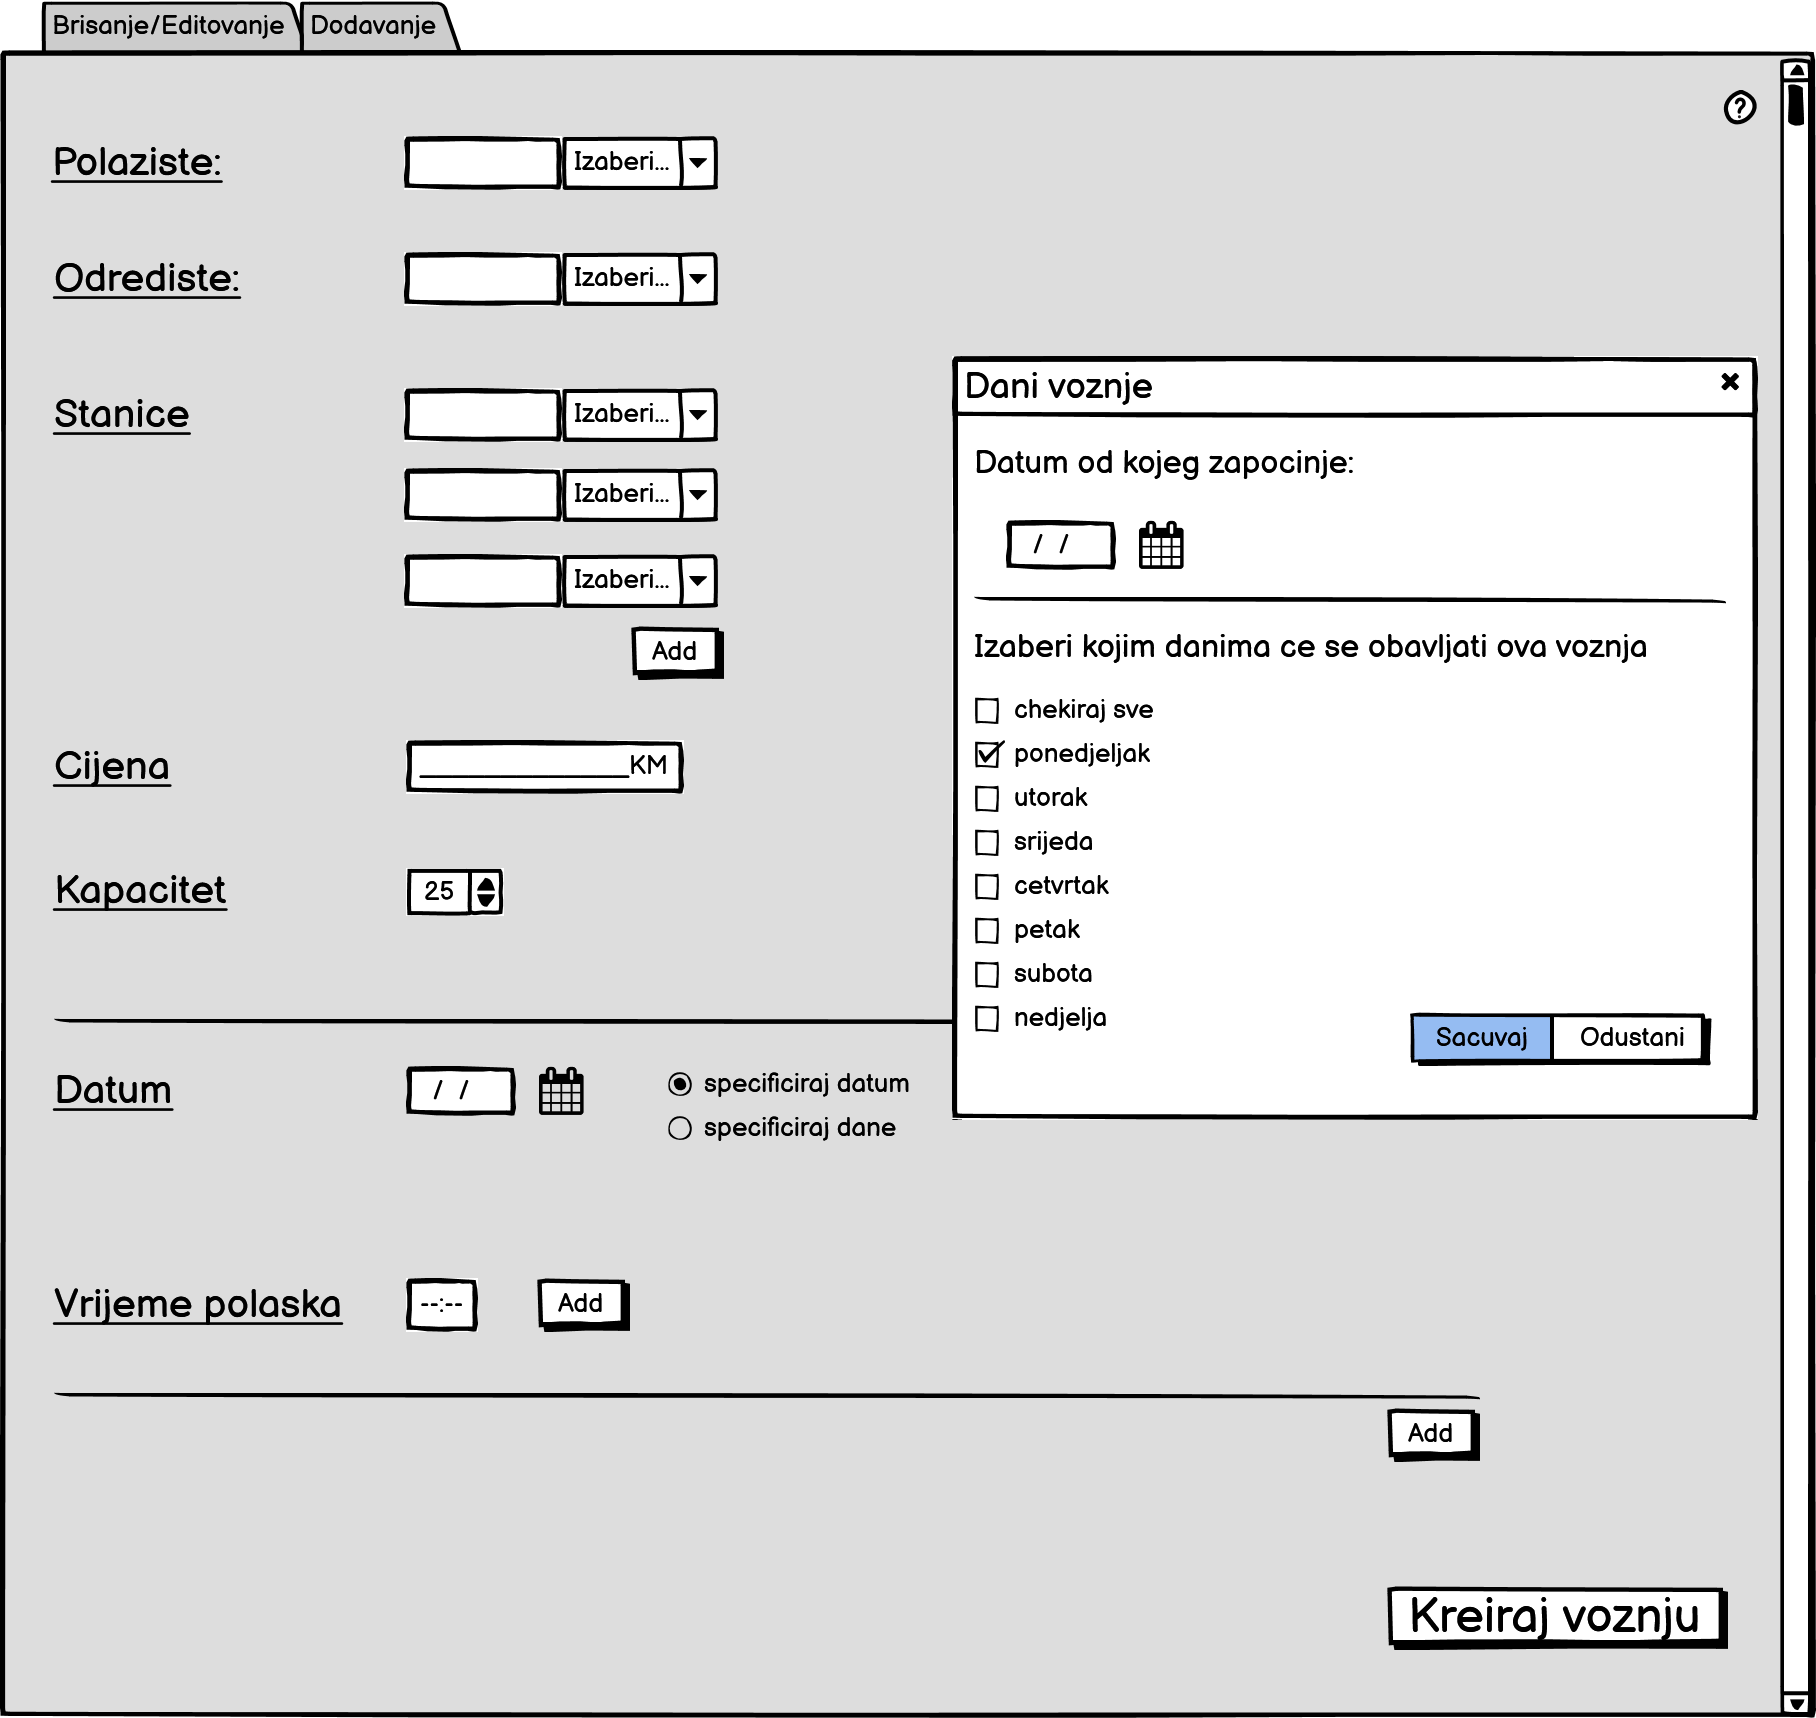 Brisanje/Editovanje Dodavanje
?
Polaziste: Izaberi...
Odrediste: Izaberi...
Stanice Izaberi...
Izaberi...
Izaberi...
Add
Cijena _______________KM
Kapacitet 25
Datum / /
specificiraj datum
specificiraj dane
Vrijeme polaska --:-- Add
Add
Kreiraj voznju
Dani voznje
Datum od kojeg zapocinje:
/ /
Izaberi kojim danima ce se obavljati ova voznja
chekiraj sve
ponedjeljak
utorak
srijeda
cetvrtak
petak
subota
nedjelja
Sacuvaj Odustani